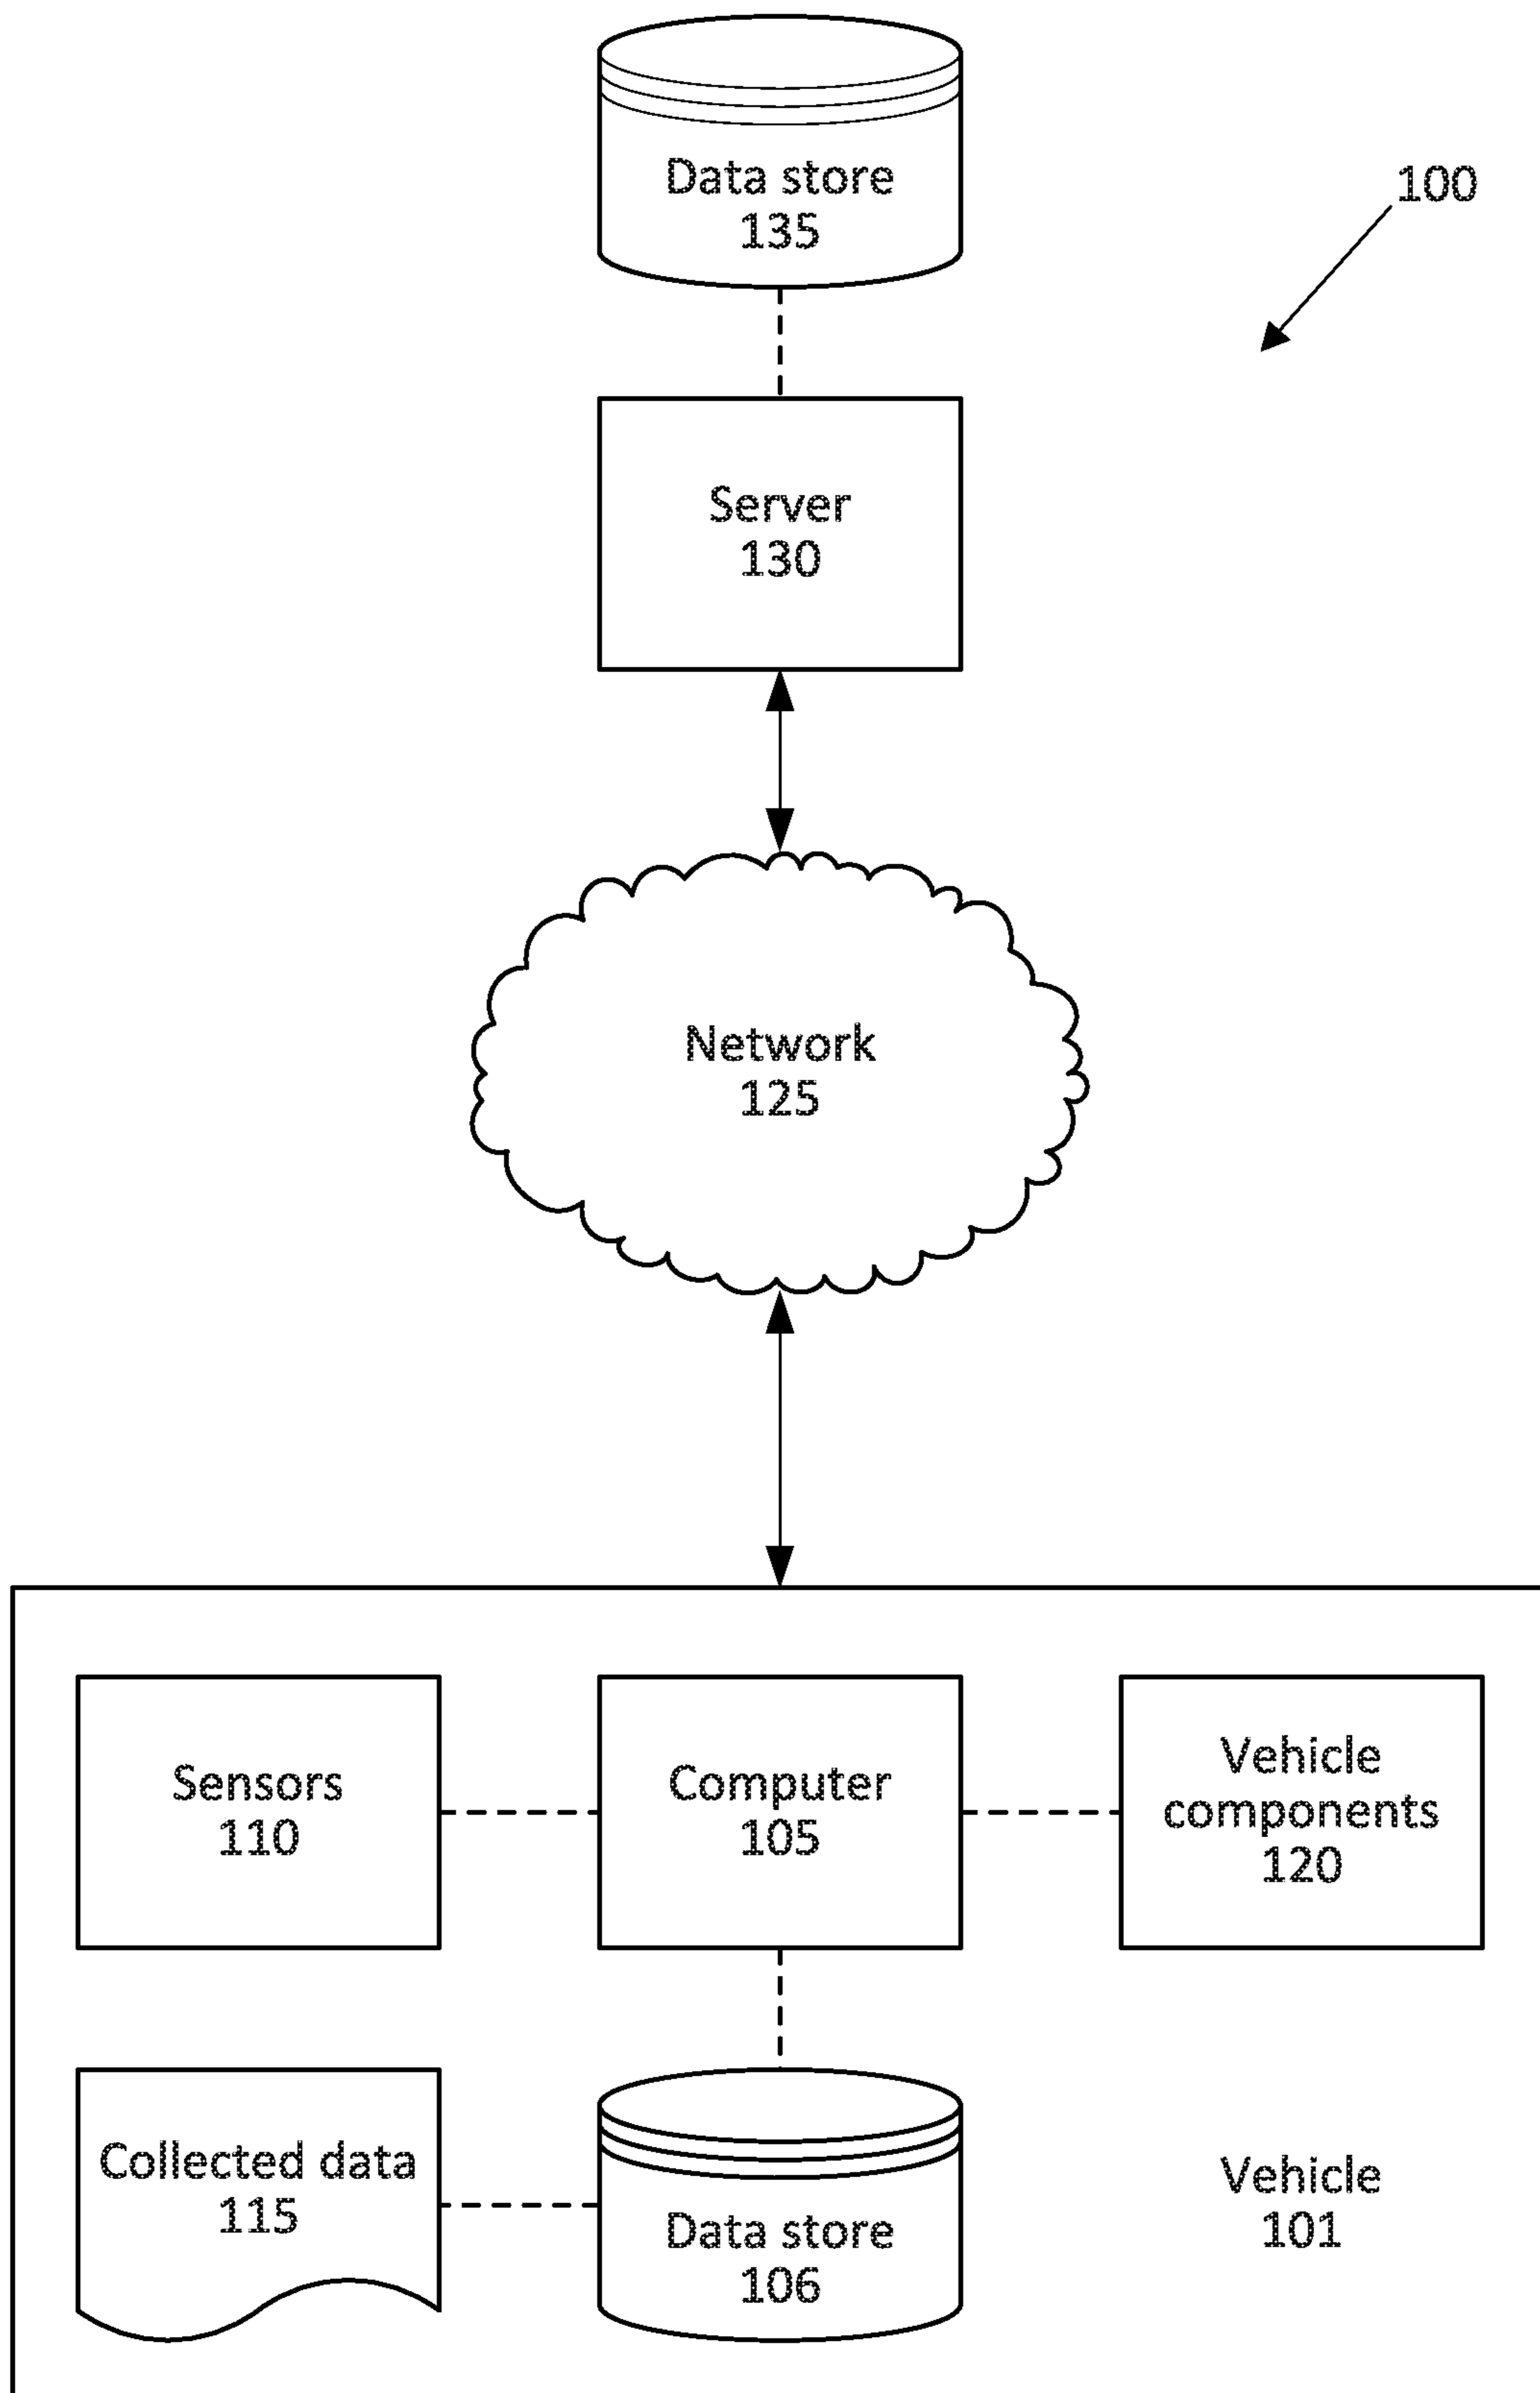 Data store
135
100
Server
130
Network
125
Sensors
110
Computer
105
Vehicle
components
120
Collected data
115
Data store
106
Vehicle
101